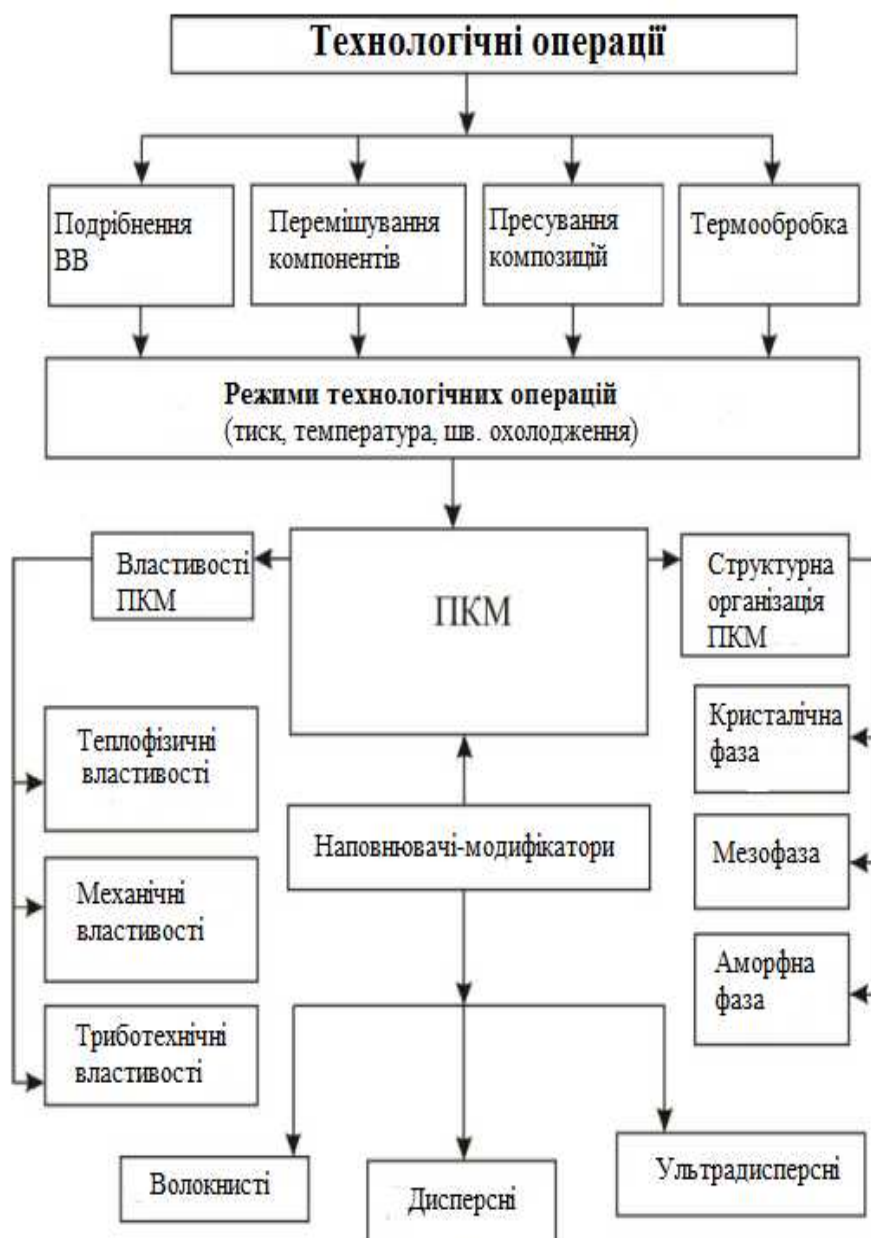 Технологічні операції
Подрібнення
ВВ
Перемішування
компонентів
Пресування
композицій
Термообробка
Режими технологічних операцій
(тиск, температура, шв. охолодження)
Властивості
ПКМ
ПКМ
Структурна
організація
ПКМ
Теплофізичні
властивості
Кристалічна
фаза
Наповнювачі-модифікатори
Мезофаза
Механічні
властивості
Аморфна
фаза
Триботехнічні
властивості
Волокнисті
Дисперсні
Ультрадисперсні